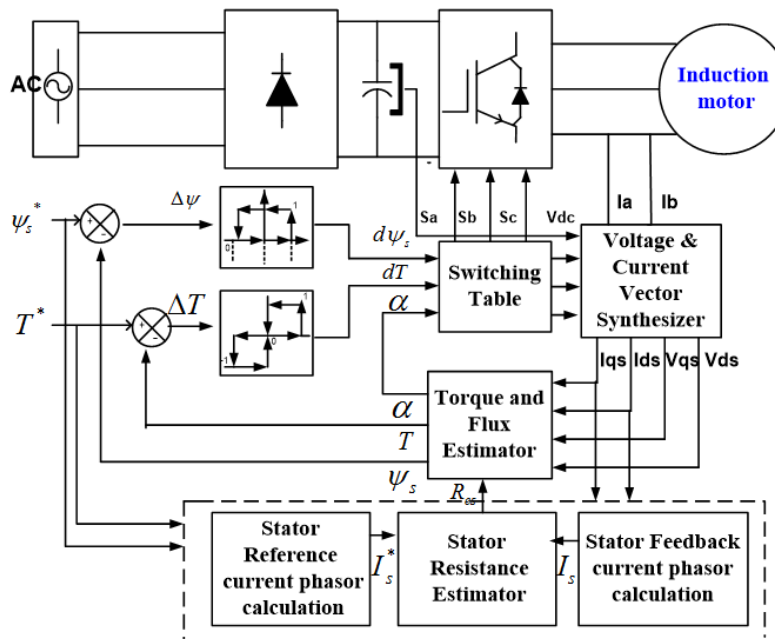 AC
Induction
motor
-
Sa
Sb
Sc
Vdc
Ia
Ib
ψs*
+
-
Δψ
0
1
dψs
dT
α
Switching
Table
Voltage &
Current
Vector
Synthesizer
T*
+
-
ΔT
1
0
-1
Iqs
Ids
Vqs
Vds
α
T
ψs
Torque and
Flux
Estimator
Res
Stator
Reference
current phasor
calculation
Is*
Stator
Resistance
Estimator
Is
Stator Feedback
current phasor
calculation